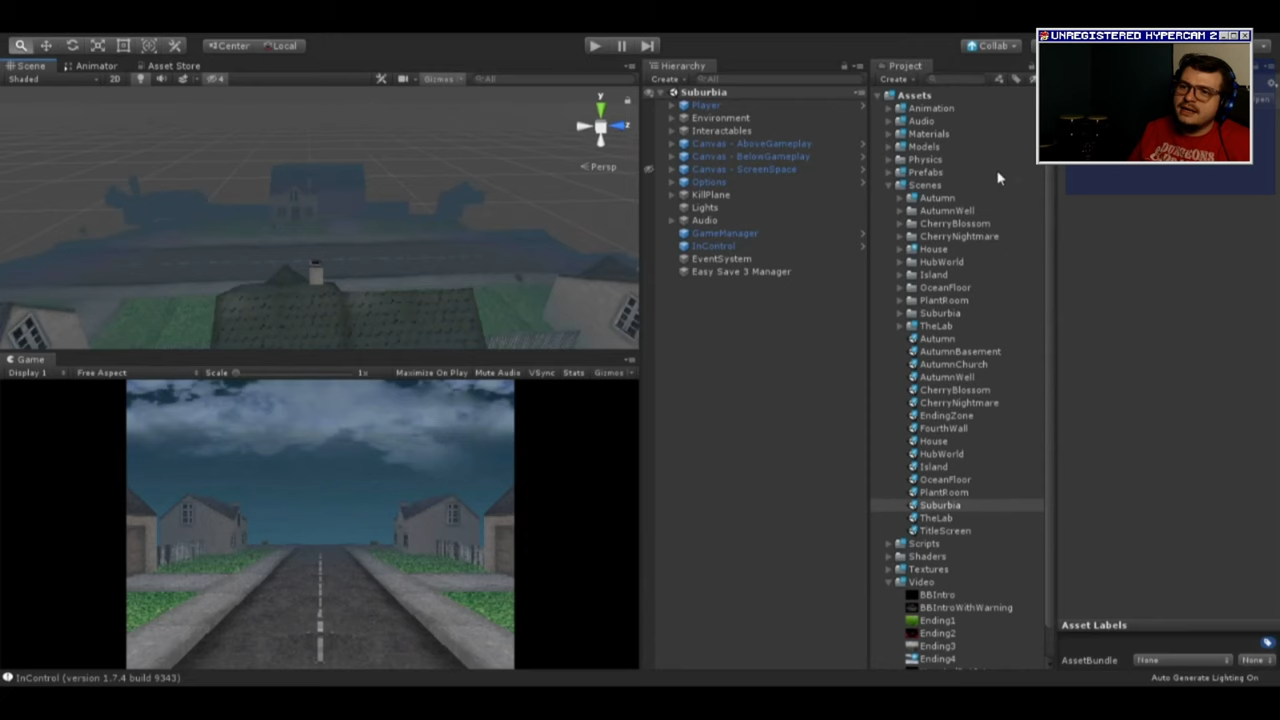 UNREGISTERED HYPERCAM 2
Center
Local
Collab
Scene
Animator
Asset Store
Shaded
2D
4
Gizmos
All
Y
Z
Persp
Hierarchy
Create
All
Suburbia
Player
Environment
Interactables
Canvas - AboveGameplay
Canvas - BelowGameplay
Canvas - ScreenSpace
Options
KillPlane
Lights
Audio
GameManager
InControl
EventSystem
Easy Save 3 Manager
Project
Create
Assets
Animation
Audio
Materials
Models
Physics
Prefabs
Scenes
Autumn
AutumnWell
CherryBlossom
CherryNightmare
House
HubWorld
Island
OceanFloor
PlantRoom
Suburbia
TheLab
Autumn
AutumnBasement
AutumnChurch
AutumnWell
CherryBlossom
CherryNightmare
EndingZone
FourthWall
House
HubWorld
Island
OceanFloor
PlantRoom
Suburbia
TheLab
TitleScreen
Scripts
Shaders
Textures
Video
BBIntro
BBIntroWithWarning
Ending1
Ending2
Ending3
Ending4
Game
Display 1
Free Aspect
Scale
1x
Maximize On Play
Mute Audio
VSync
Stats
Gizmos
Asset Labels
AssetBundle
None
None
InControl (version 1.7.4 build 9343)
Auto Generate Lighting On